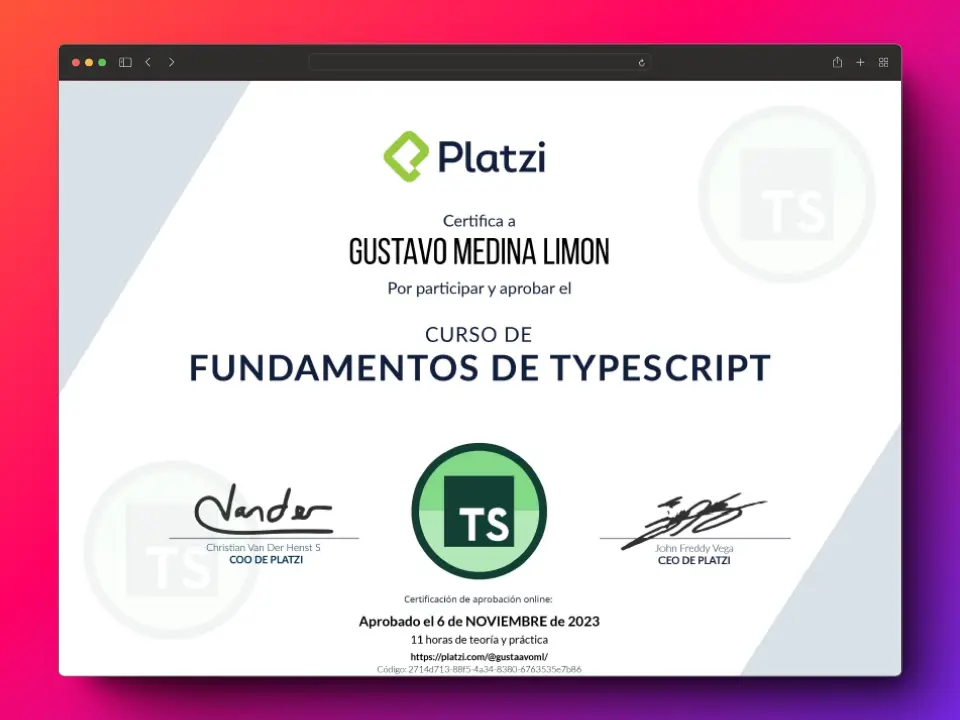 Platzi
Certifica a
GUSTAVO MEDINA LIMON
Por participar y aprobar el
CURSO DE
FUNDAMENTOS DE TYPESCRIPT
TS
TS
TS
Vander
Christian Van Der Henst S
COO DE PLATZI
John Freddy Vega
CEO DE PLATZI
Certificación de aprobación online:
Aprobado el 6 de NOVIEMBRE de 2023
11 horas de teoría y práctica
https://platzi.com/@gustaavoml/
Código: 2714d713-88f5-4a34-8380-6763535e7b86